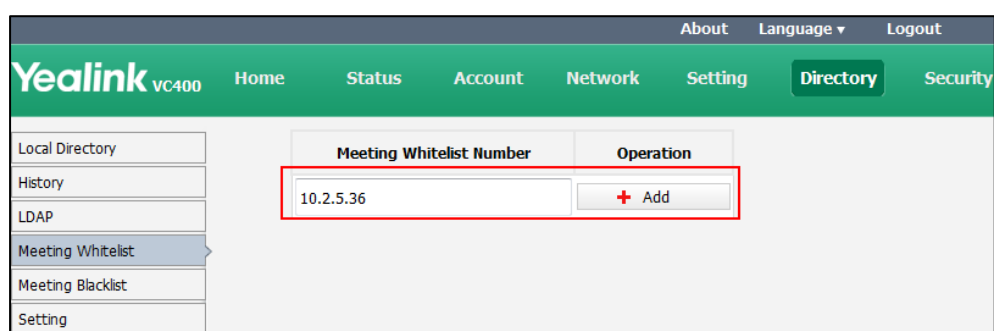 About Language ▾ Logout
Yealink VC400 Home Status Account Network Setting Directory Security
Local Directory
History
LDAP
Meeting Whitelist
Meeting Blacklist
Setting
Meeting Whitelist Number Operation
10.2.5.36 + Add